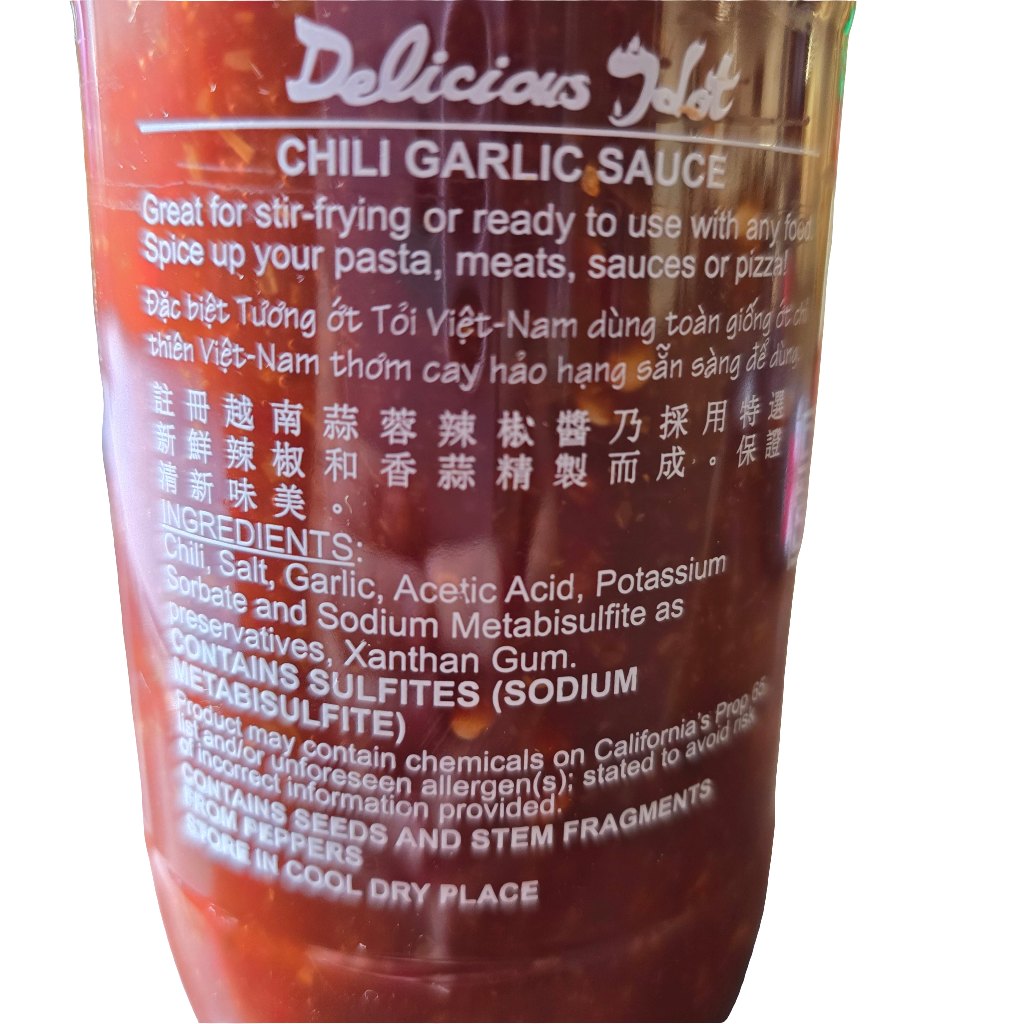 Delicious Hot
CHILI GARLIC SAUCE
Great for stir-frying or ready to use with any food.
Spice up your pasta, meats, sauces or pizza!
Đặc biệt Tương ớt Tỏi Việt-Nam dùng toàn giống ớt chỉ
thiên Việt-Nam thơm cay hảo hạng sẵn sàng để dùng.
註冊越南蒜蓉辣椒醬乃採用特選
新鮮辣椒和香蒜精製而成。保證
清新味美。
INGREDIENTS:
Chili, Salt, Garlic, Acetic Acid, Potassium
Sorbate and Sodium Metabisulfite as
preservatives, Xanthan Gum.
CONTAINS SULFITES (SODIUM
METABISULFITE)
Product may contain chemicals on California's Prop 65
list and/or unforeseen allergen(s); stated to avoid risk
of incorrect information provided.
CONTAINS SEEDS AND STEM FRAGMENTS
FROM PEPPERS
STORE IN COOL DRY PLACE